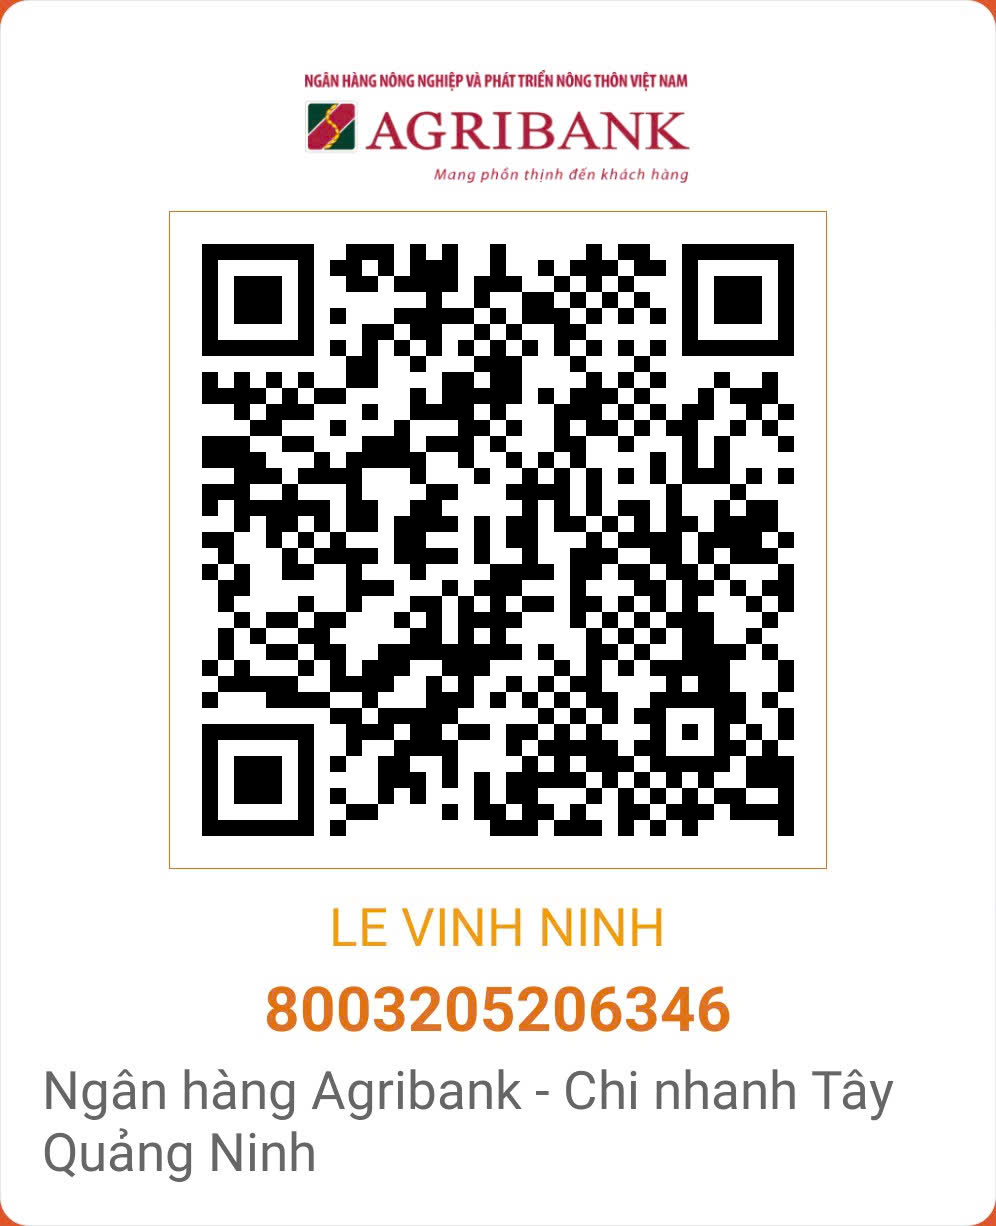 NGÂN HÀNG NÔNG NGHIỆP VÀ PHÁT TRIỂN NÔNG THÔN VIỆT NAM
AGRIBANK
Mang phồn thịnh đến khách hàng
LE VINH NINH
8003205206346
Ngân hàng Agribank - Chi nhanh Tây
Quảng Ninh